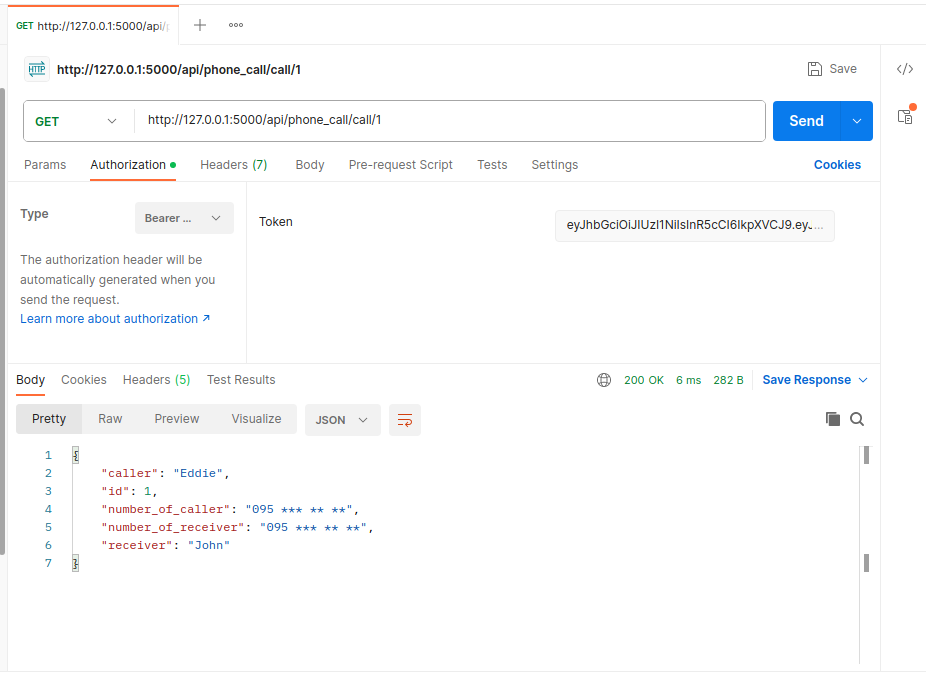 GET http://127.0.0.1:5000/api/
http://127.0.0.1:5000/api/phone_call/call/1
Save
GET
http://127.0.0.1:5000/api/phone_call/call/1
Send
Params
Authorization
Headers (7)
Body
Pre-request Script
Tests
Settings
Cookies
Type
Bearer ...
Token
eyJhbGciOiJIUzI1NiIsInR5cCI6IkpXVCJ9.eyJ...
The authorization header will be
automatically generated when you
send the request.
Learn more about authorization ↗
Body
Cookies
Headers (5)
Test Results
200 OK
6 ms
282 B
Save Response
Pretty
Raw
Preview
Visualize
JSON
1 {
2 "caller": "Eddie",
3 "id": 1,
4 "number_of_caller": "095 *** ** **",
5 "number_of_receiver": "095 *** ** **",
6 "receiver": "John"
7 }